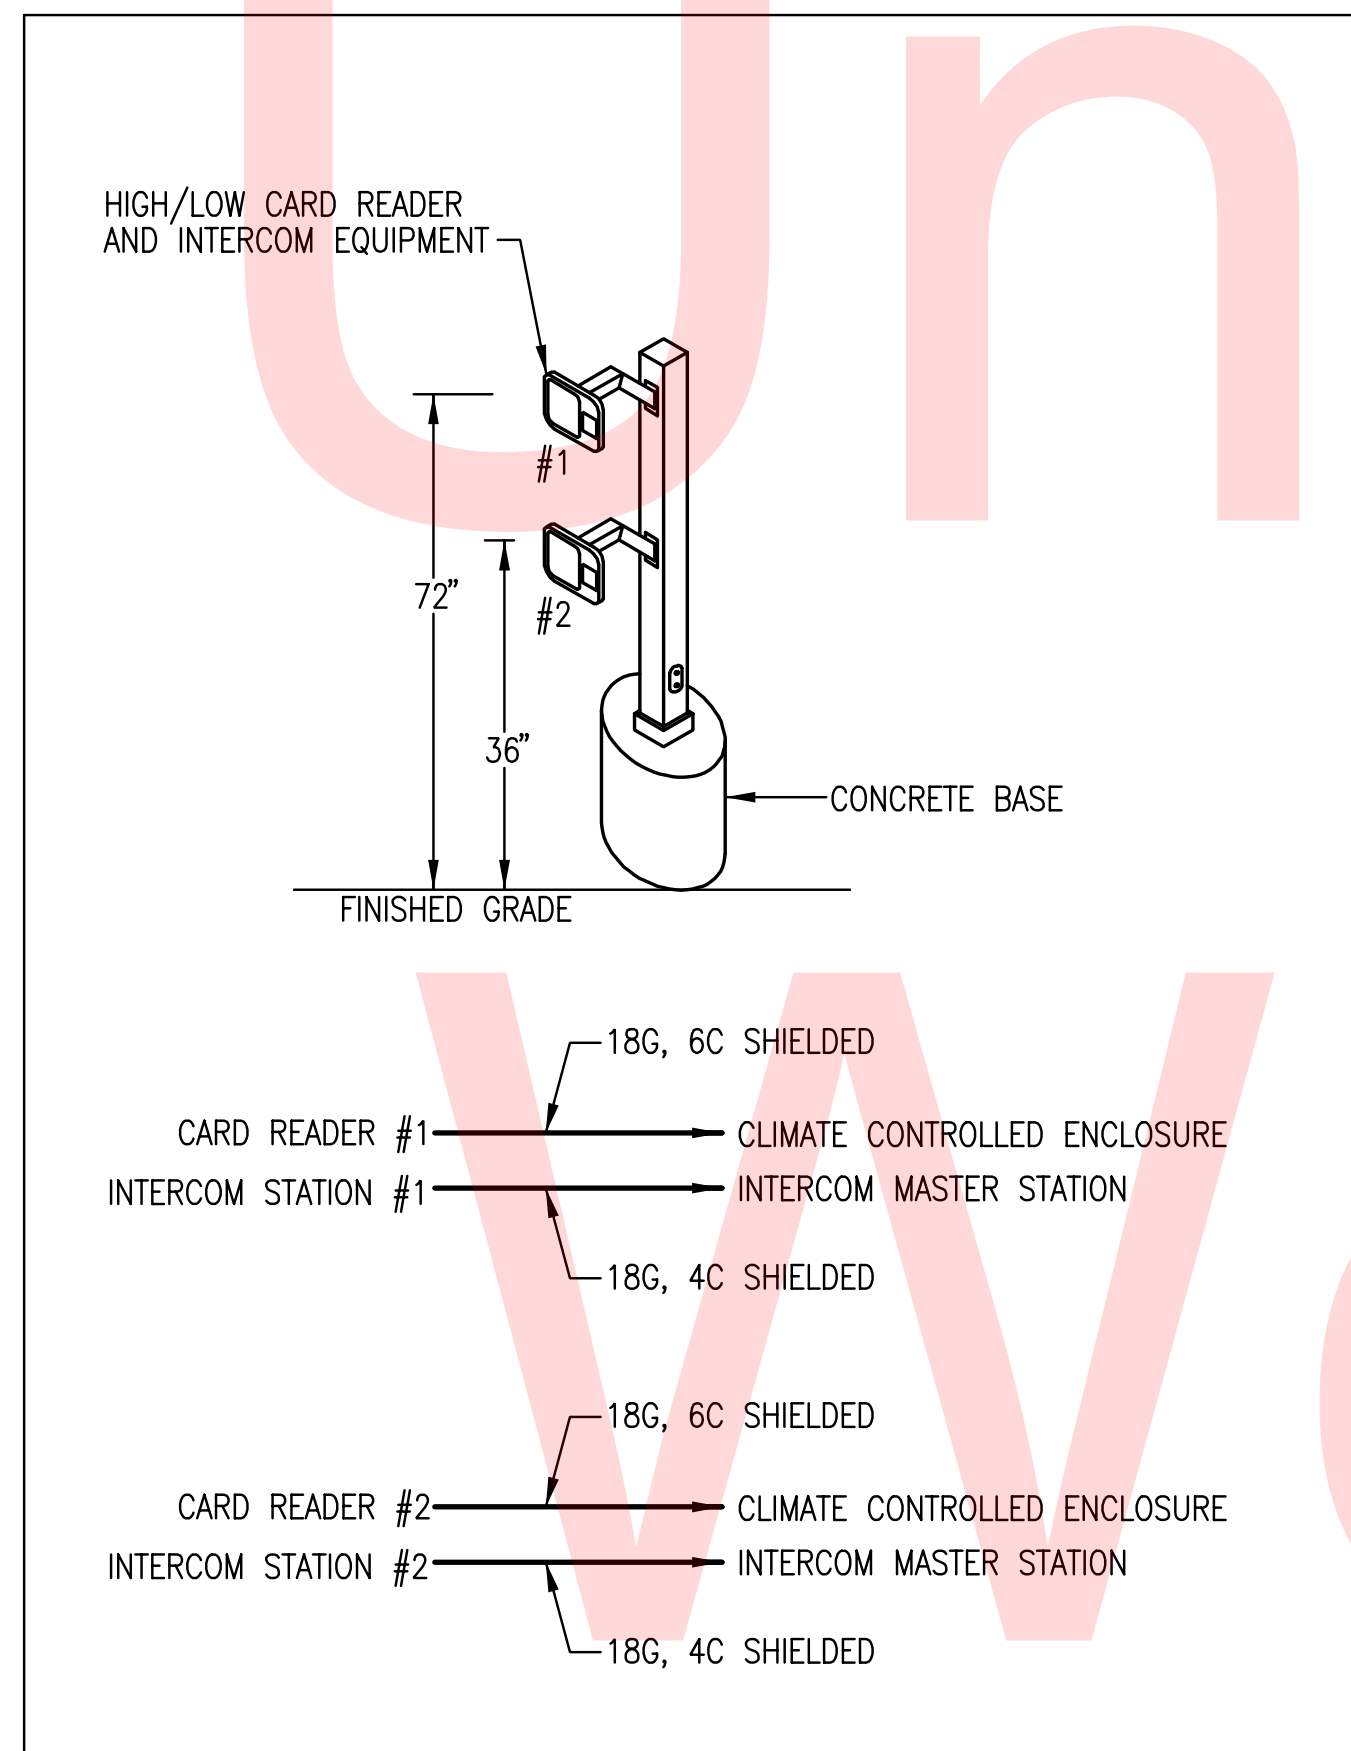 HIGH/LOW CARD READER
AND INTERCOM EQUIPMENT
#1
72"
#2
36"
CONCRETE BASE
FINISHED GRADE
18G, 6C SHIELDED
CARD READER #1
CLIMATE CONTROLLED ENCLOSURE
INTERCOM STATION #1
INTERCOM MASTER STATION
18G, 4C SHIELDED
18G, 6C SHIELDED
CARD READER #2
CLIMATE CONTROLLED ENCLOSURE
INTERCOM STATION #2
INTERCOM MASTER STATION
18G, 4C SHIELDED
Un
W